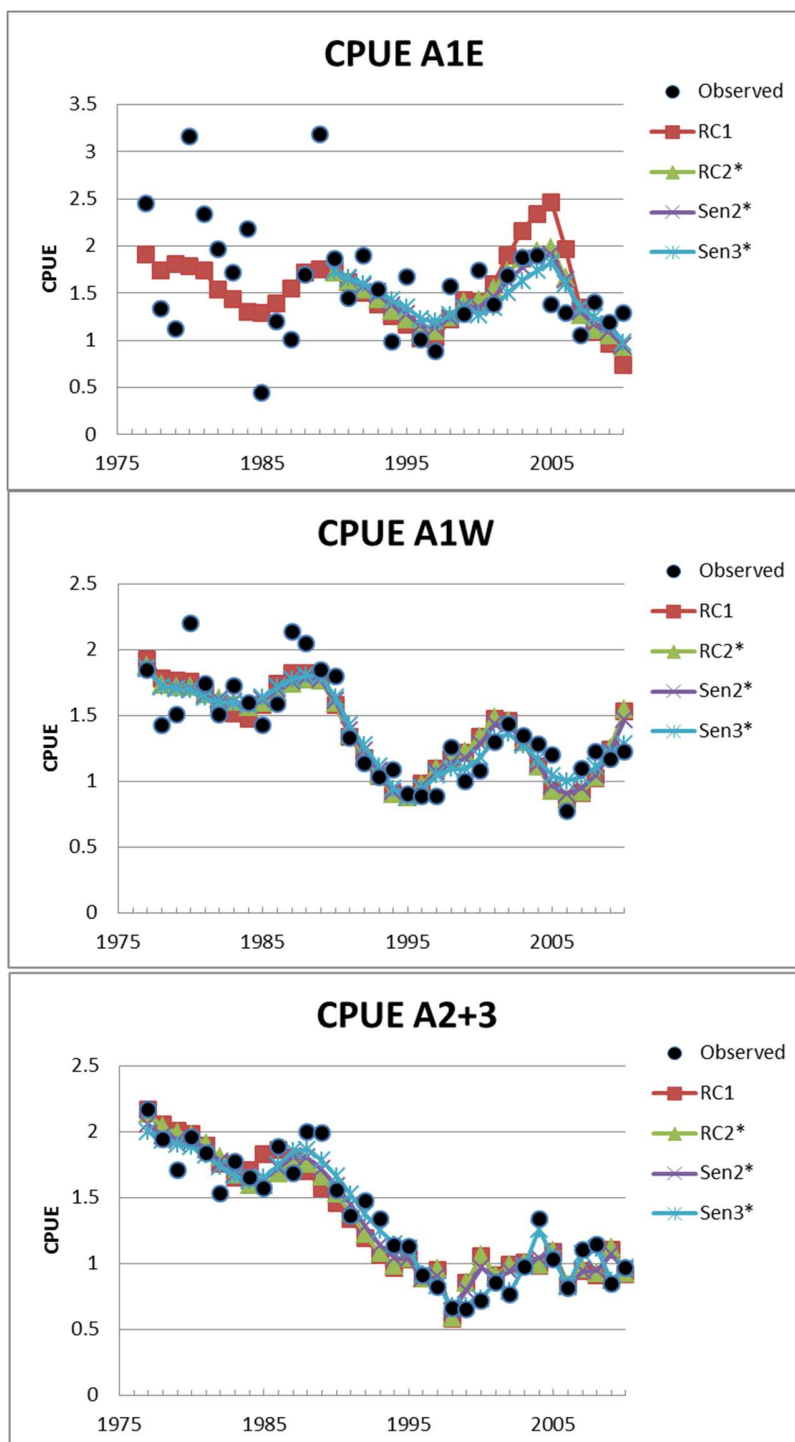 CPUE A1E
3.5
3
2.5
2
1.5
1
0.5
0
CPUE
1975
1985
1995
2005
Observed
RC1
RC2*
Sen2*
Sen3*
CPUE A1W
2.5
2
1.5
1
0.5
0
CPUE
1975
1985
1995
2005
Observed
RC1
RC2*
Sen2*
Sen3*
CPUE A2+3
2.5
2
1.5
1
0.5
0
CPUE
1975
1985
1995
2005
Observed
RC1
RC2*
Sen2*
Sen3*